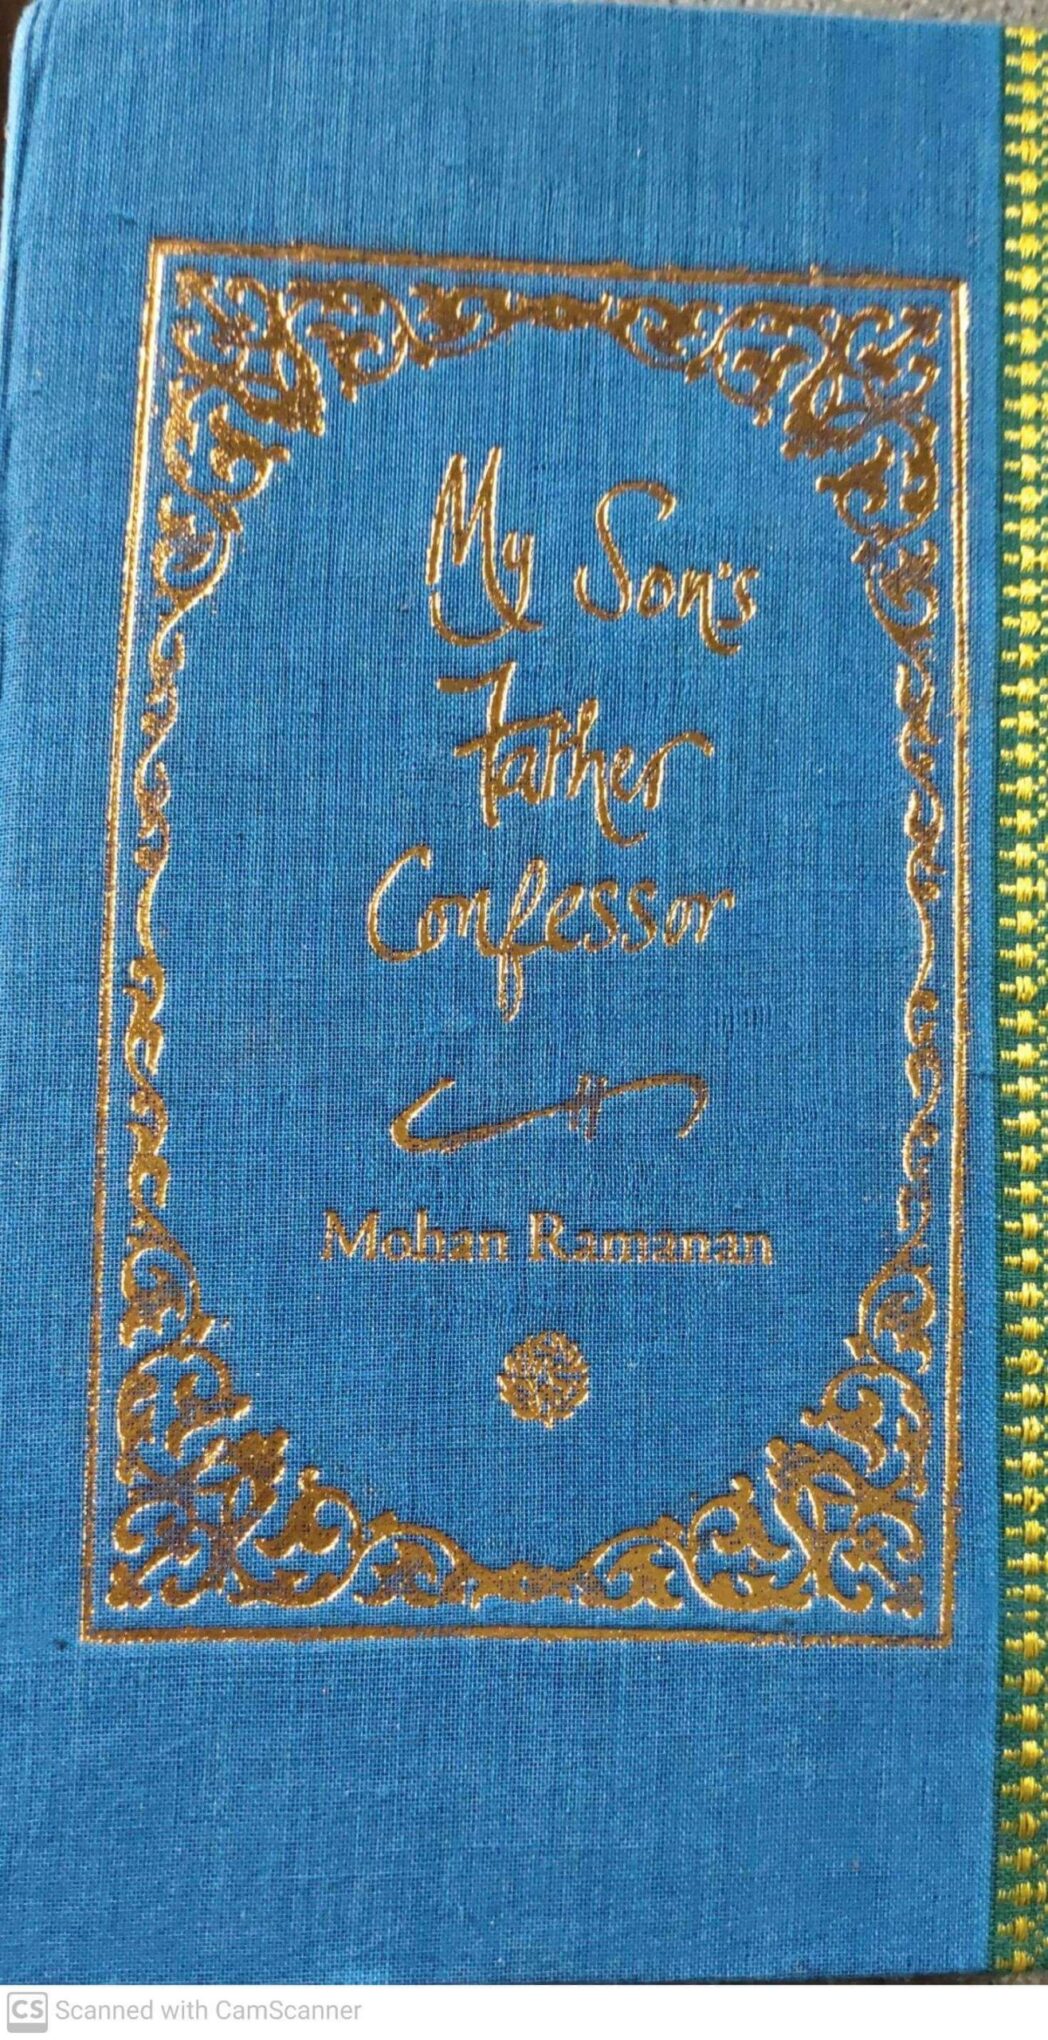 My Son's
Father
Confessor
Mohan Ramanan
CS Scanned with CamScanner